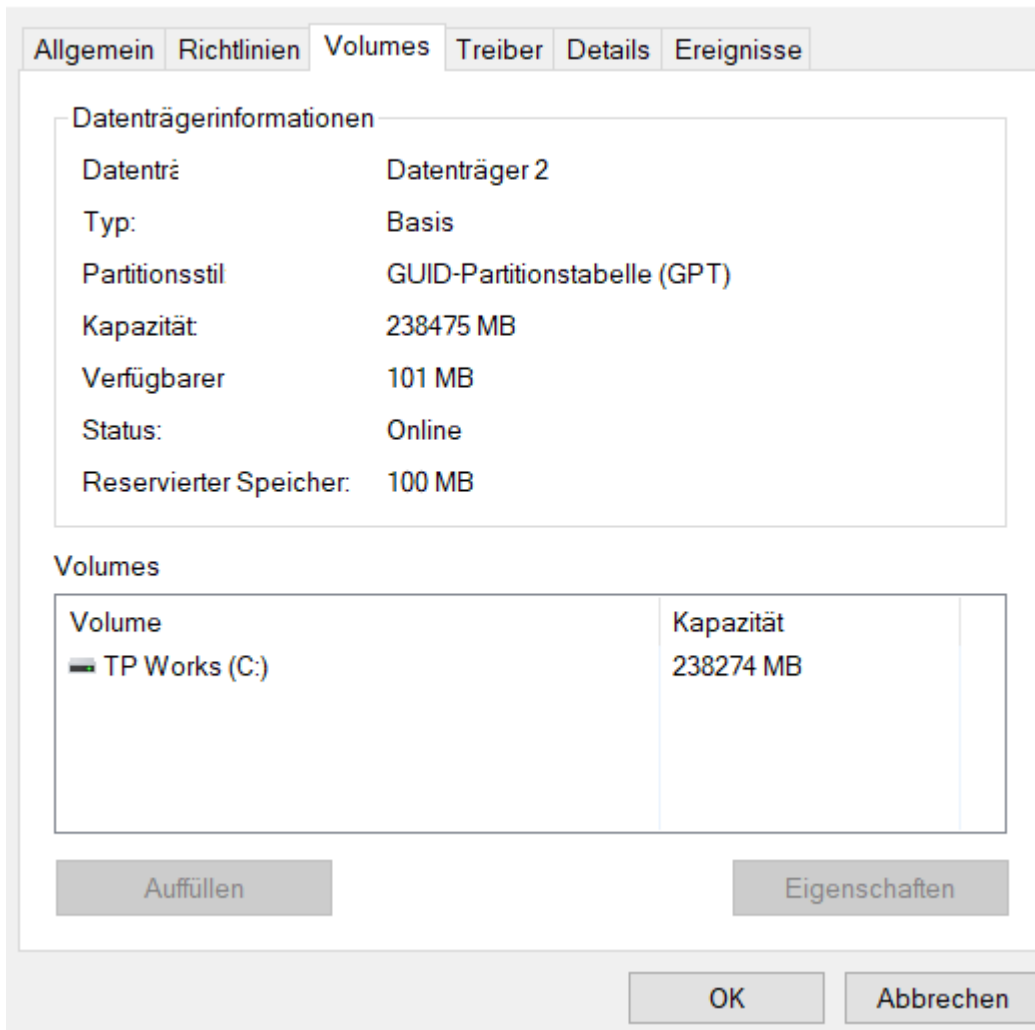 Allgemein Richtlinien Volumes Treiber Details Ereignisse
Datenträgerinformationen
Datenträ Datenträger 2
Typ: Basis
Partitionsstil GUID-Partitionstabelle (GPT)
Kapazität: 238475 MB
Verfügbarer 101 MB
Status: Online
Reservierter Speicher: 100 MB
Volumes
Volume Kapazität
TP Works (C:) 238274 MB
Auffüllen Eigenschaften
OK Abbrechen